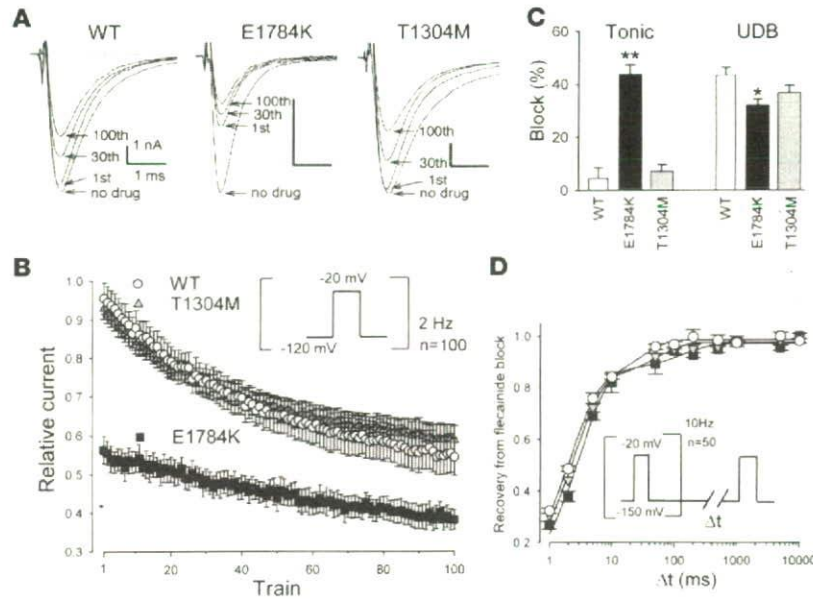 A
WT
E1784K
T1304M
100th
30th
1st
no drug
1 nA
1 ms
100th
30th
1st
no drug
100th
30th
1st
no drug
B
Relative current
1.0
0.9
0.8
0.7
0.6
0.5
0.4
0.3
WT
T1304M
E1784K
-20 mV
-120 mV
2 Hz
n=100
1
20
40
60
80
100
Train
C
Tonic
UDB
Block (%)
60
40
20
0
**
*
WT
E1784K
T1304M
WT
E1784K
T1304M
D
Recovery from flecainide block
1.0
0.8
0.6
0.4
0.2
-20 mV
-150 mV
10Hz
n=50
Δt
1
10
100
1000
10000
Δt (ms)